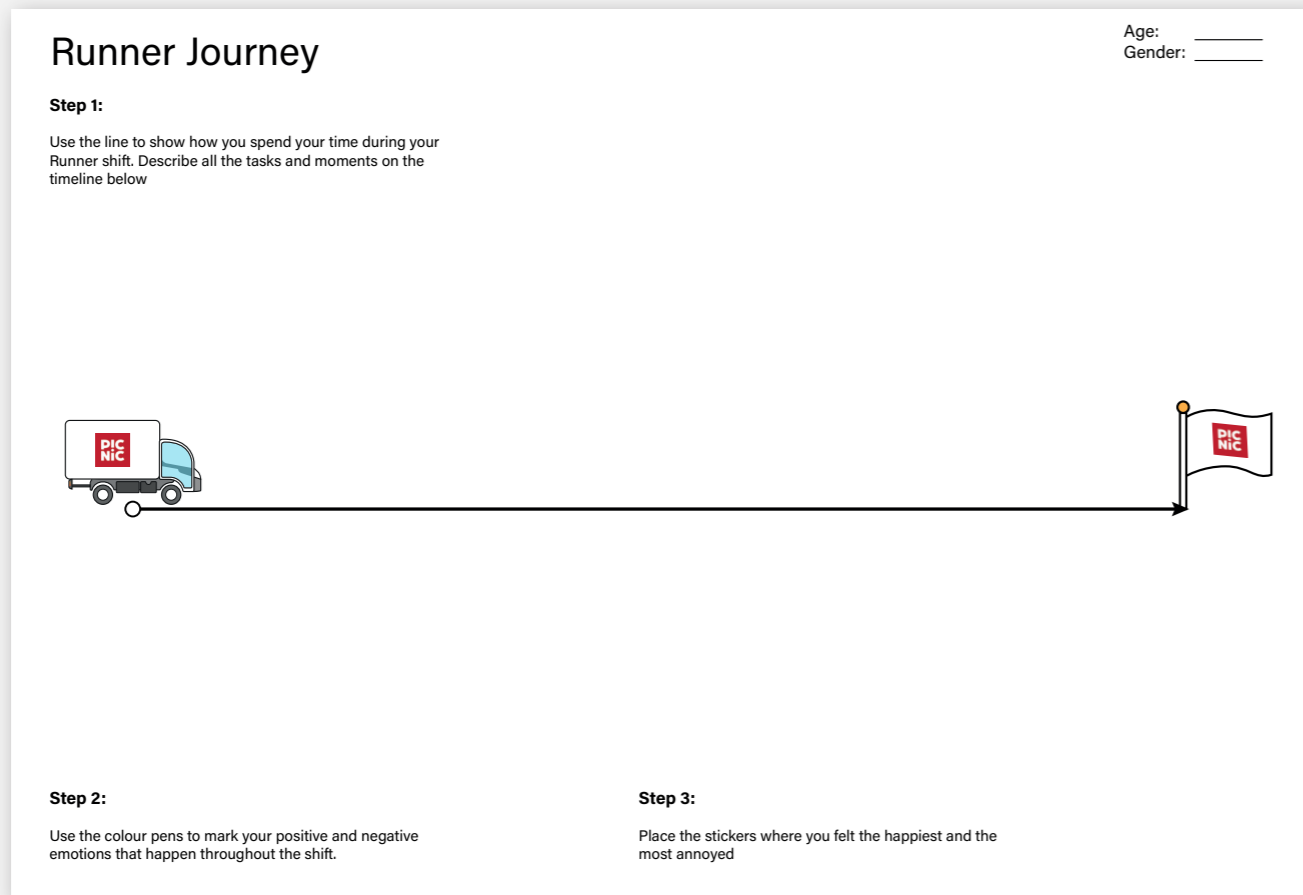 Runner Journey
Age: ________
Gender: ________
Step 1:
Use the line to show how you spend your time during your
Runner shift. Describe all the tasks and moments on the
timeline below
PIC
NiC
PIC
NiC
Step 2:
Use the colour pens to mark your positive and negative
emotions that happen throughout the shift.
Step 3:
Place the stickers where you felt the happiest and the
most annoyed